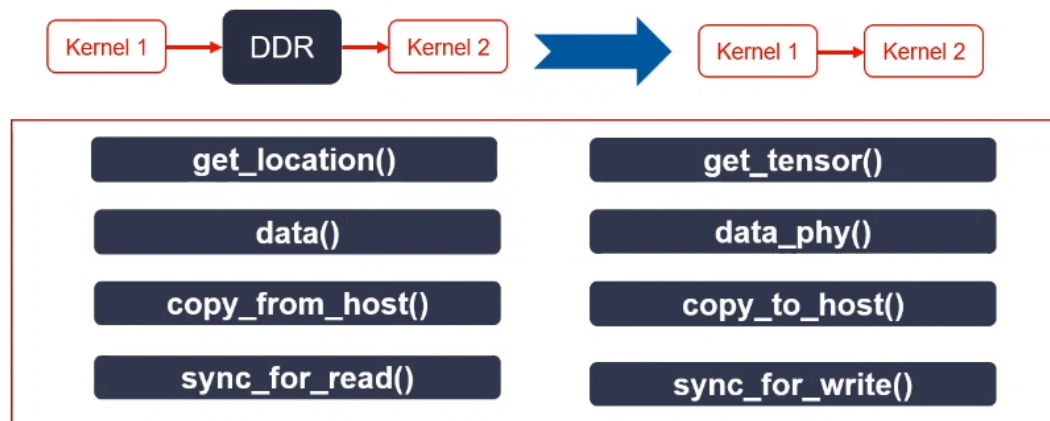 Kernel 1
DDR
Kernel 2
Kernel 1
Kernel 2
get_location()
get_tensor()
data()
data_phy()
copy_from_host()
copy_to_host()
sync_for_read()
sync_for_write()